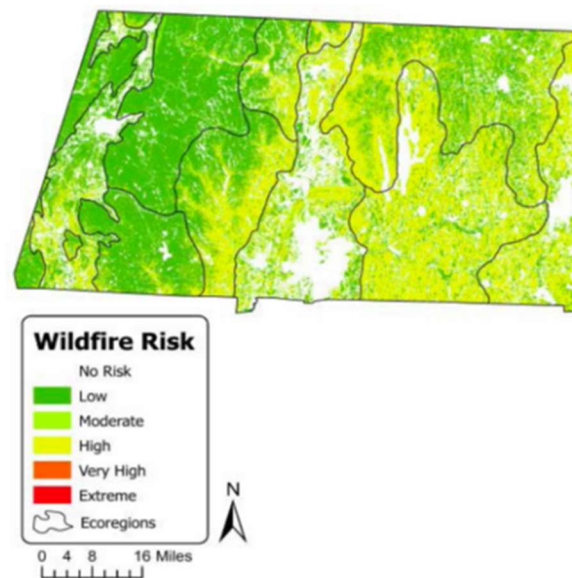 Wildfire Risk
No Risk
Low
Moderate
High
Very High
Extreme
Ecoregions
N
0 4 8 16 Miles